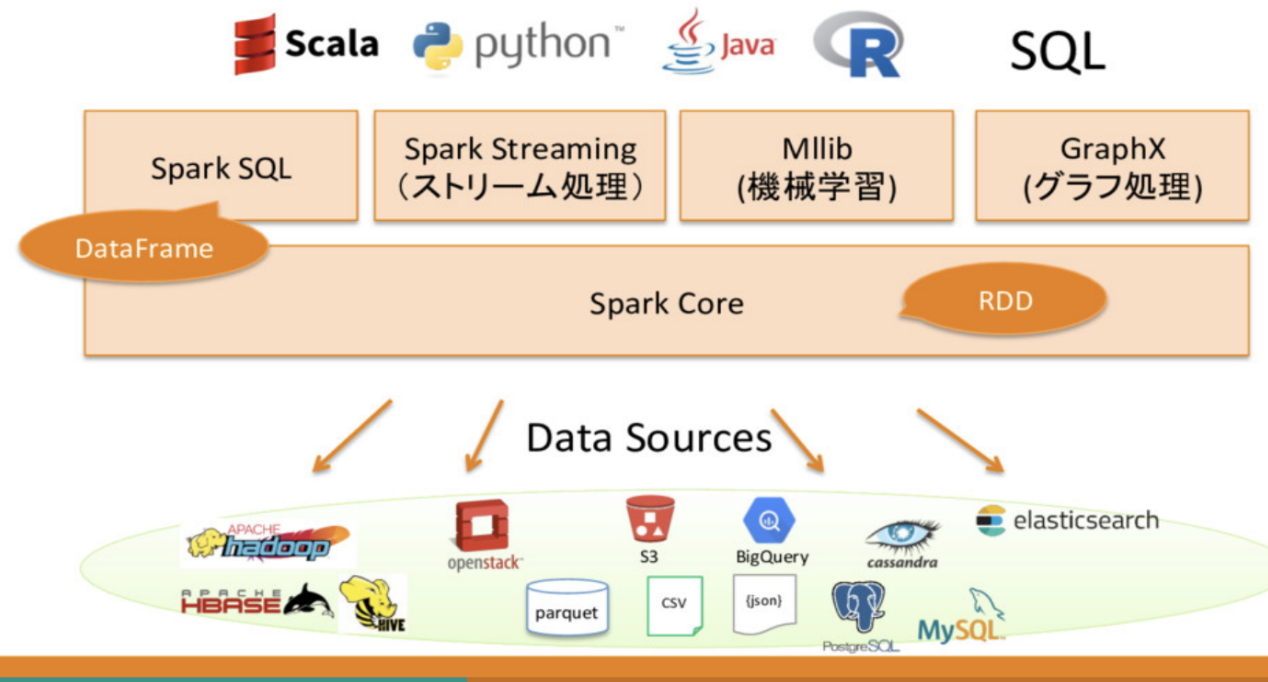 Scala python™ Java R SQL
Spark SQL
Spark Streaming
（ストリーム処理）
Mllib
(機械学習)
GraphX
(グラフ処理)
DataFrame
Spark Core
RDD
Data Sources
APACHE
hadoop
openstack
S3
BigQuery
cassandra
elasticsearch
APACHE
HBASE
HIVE
parquet
CSV
{json}
PostgreSQL
MySQL